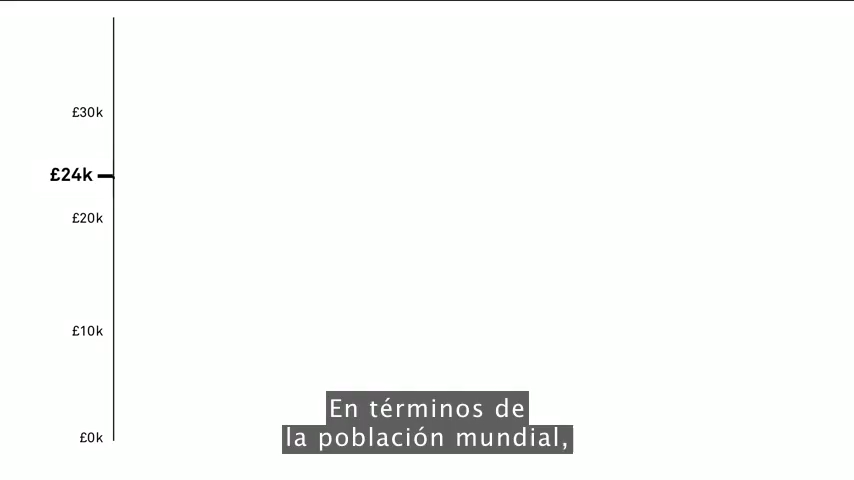 £30k
£24k
£20k
£10k
£0k
En términos de
la población mundial,